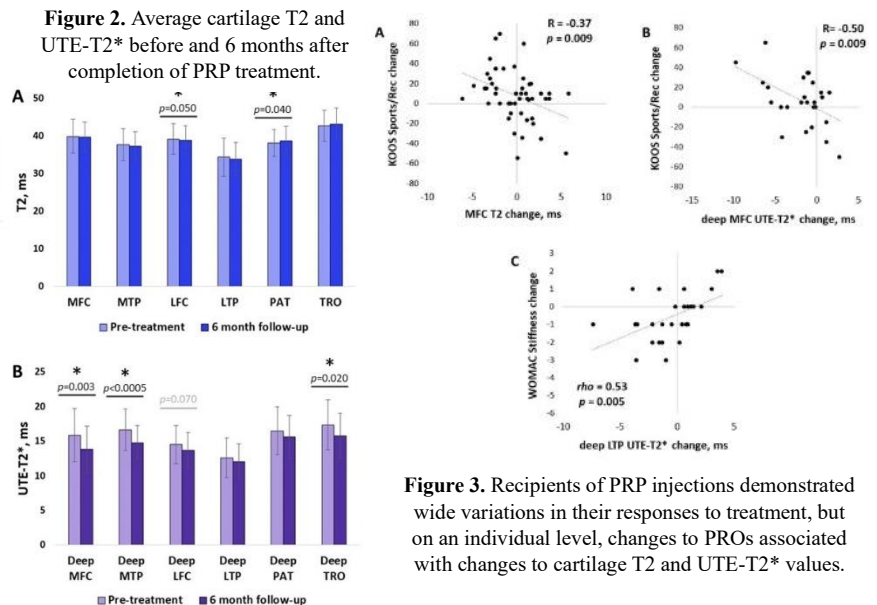 Figure 2. Average cartilage T2 and
UTE-T2* before and 6 months after
completion of PRP treatment.
A
* *
p=0.050 p=0.040
50
40
30
20
10
0
T2, ms
MFC MTP LFC LTP PAT TRO
Pre-treatment 6 month follow-up
B
* * *
p=0.003 p<0.0005 p=0.070 p=0.020
25
20
15
10
5
0
UTE-T2*, ms
Deep Deep Deep Deep Deep Deep
MFC MTP LFC LTP PAT TRO
Pre-treatment 6 month follow-up
A
R = -0.37
p = 0.009
80
60
40
20
0
-20
-40
-60
-80
KOOS Sports/Rec change
-10 -5 0 5 10
MFC T2 change, ms
B
R= -0.50
p = 0.009
80
60
40
20
0
-20
-40
-60
-80
KOOS Sports/Rec change
-15 -10 -5 0 5
deep MFC UTE-T2* change, ms
C
3
2
1
0
-1
-2
-3
-4
-5
-6
WOMAC Stiffness change
rho = 0.53
p = 0.005
-10 -5 0 5
deep LTP UTE-T2* change, ms
Figure 3. Recipients of PRP injections demonstrated
wide variations in their responses to treatment, but
on an individual level, changes to PROs associated
with changes to cartilage T2 and UTE-T2* values.